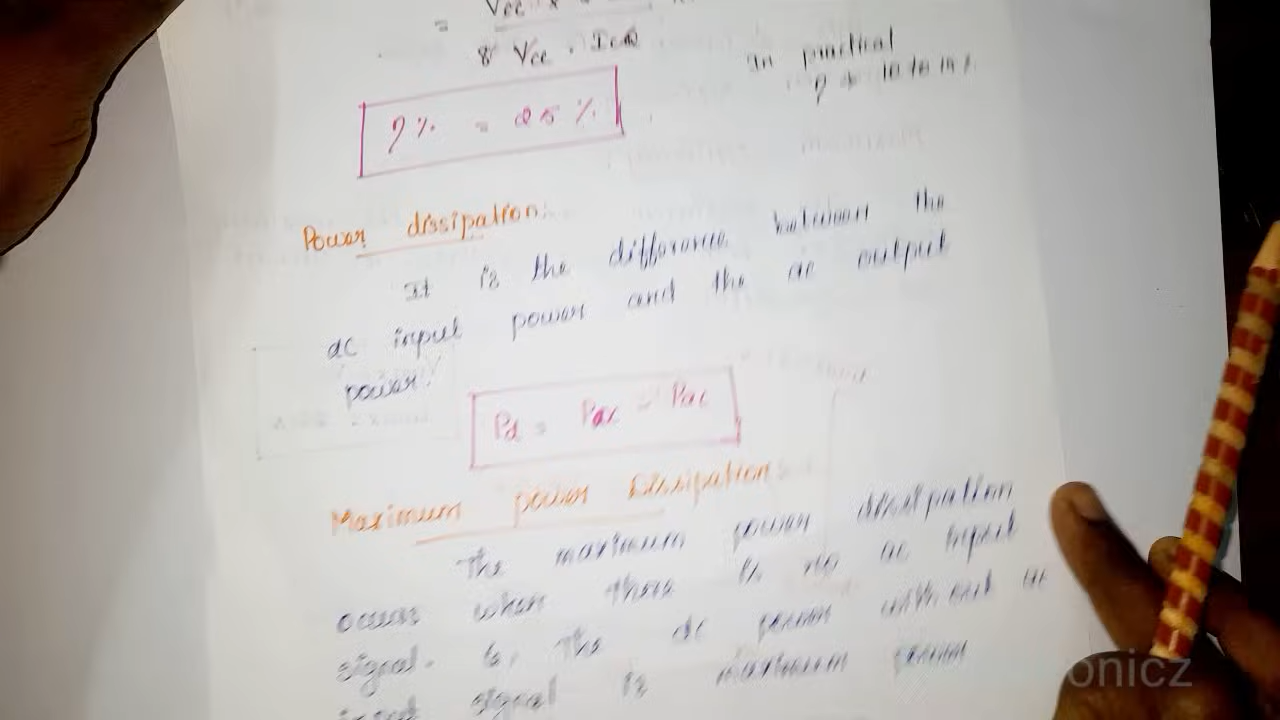 =
8 Vcc . IcQ
In practical
η% = 25 %
Power dissipation:
It is the difference between the
dc input power and the ac output
power.
Pd = Pdc - Pac
Maximum power Dissipation:
The maximum power dissipation
occurs when there is no ac input
signal. is, the dc power with out ac
input signal is maximum power
onicz